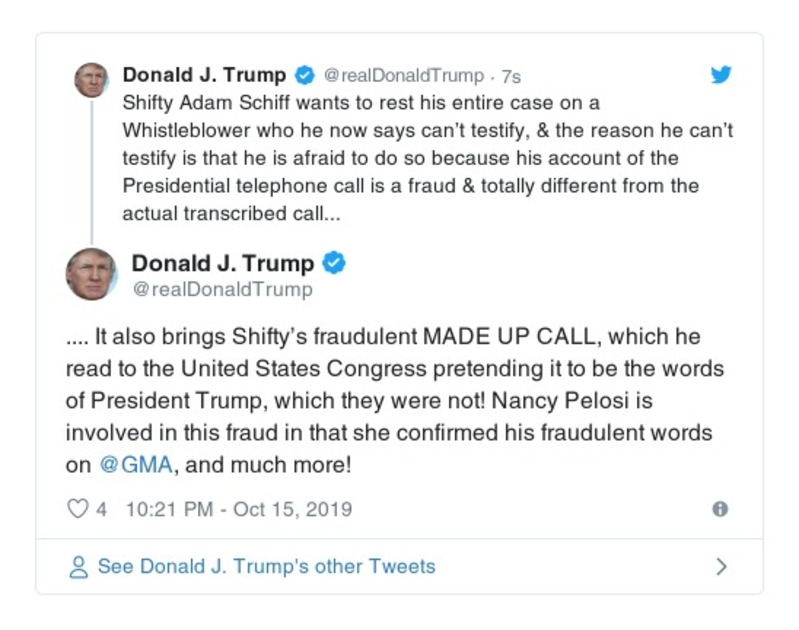 Donald J. Trump @realDonaldTrump · 7s
Shifty Adam Schiff wants to rest his entire case on a
Whistleblower who he now says can’t testify, & the reason he can’t
testify is that he is afraid to do so because his account of the
Presidential telephone call is a fraud & totally different from the
actual transcribed call...
Donald J. Trump
@realDonaldTrump
.... It also brings Shifty’s fraudulent MADE UP CALL, which he
read to the United States Congress pretending it to be the words
of President Trump, which they were not! Nancy Pelosi is
involved in this fraud in that she confirmed his fraudulent words
on @GMA, and much more!
4 10:21 PM - Oct 15, 2019
See Donald J. Trump's other Tweets